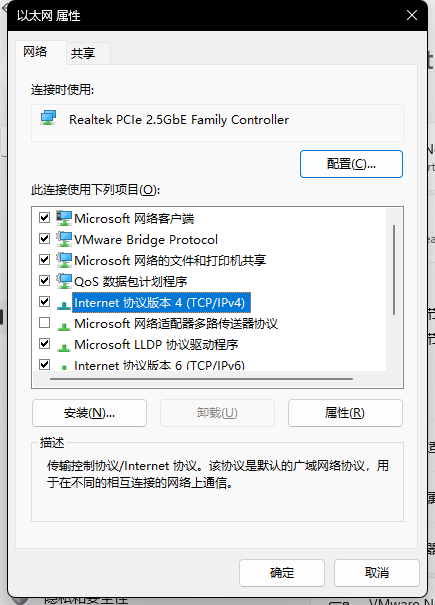 以太网 属性
网络
共享
连接时使用:
Realtek PCIe 2.5GbE Family Controller
配置(C)...
此连接使用下列项目(O):
Microsoft 网络客户端
VMware Bridge Protocol
Microsoft 网络的文件和打印机共享
QoS 数据包计划程序
Internet 协议版本 4 (TCP/IPv4)
Microsoft 网络适配器多路传送器协议
Microsoft LLDP 协议驱动程序
Internet 协议版本 6 (TCP/IPv6)
安装(N)...
卸载(U)
属性(R)
描述
传输控制协议/Internet 协议。该协议是默认的广域网络协议，用
于在不同的相互连接的网络上通信。
确定
取消
隐私和安全性
VMware N